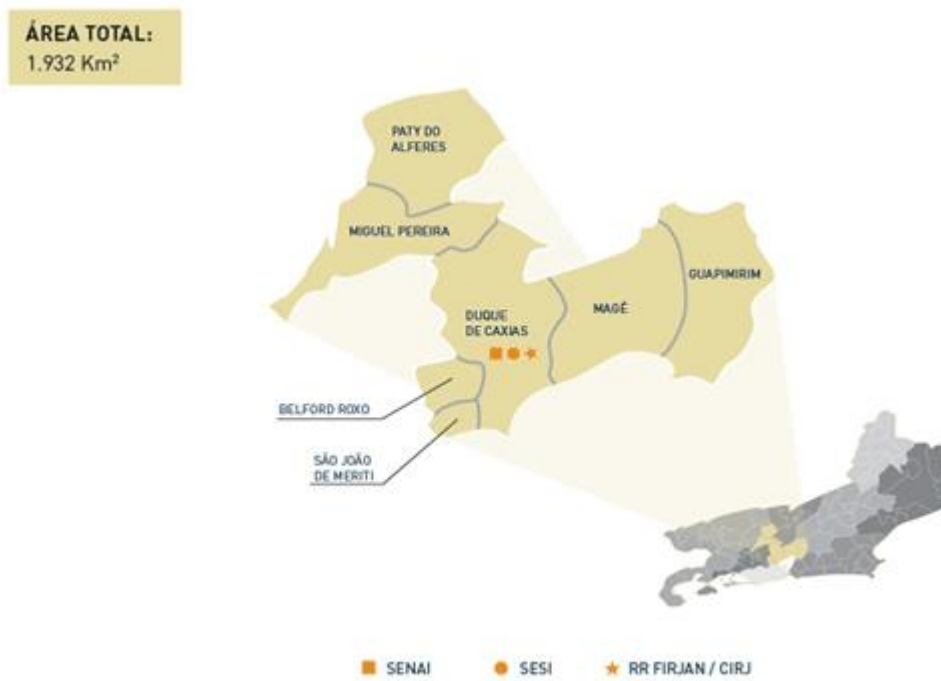 ÁREA TOTAL:
1.932 Km²
PATY DO
ALFERES
MIGUEL PEREIRA
GUAPIMIRIM
MAGÉ
DUQUE
DE CAXIAS
BELFORD ROXO
SÃO JOÃO
DE MERITI
SENAI
SESI
RR FIRJAN / CIRJ